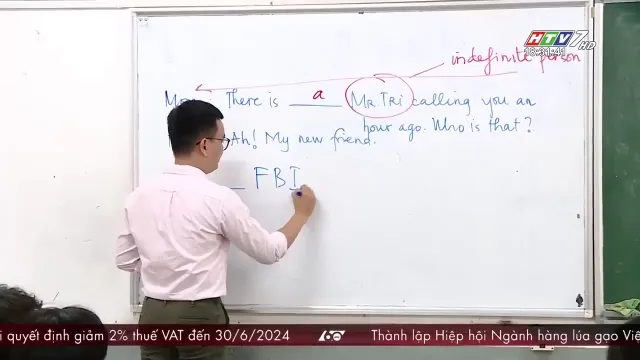 HTV7 HD
18:31:41
indefinite person
There is a MR. TRI calling you an
hour ago. Who is that?
Ah! My new friend.
_ FBI
i quyết định giảm 2% thuế VAT đến 30/6/2024 60 Thành lập Hiệp hội Ngành hàng lúa gạo Việ